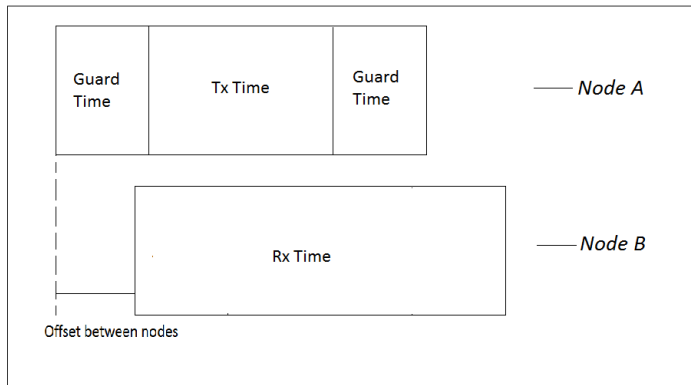 Guard
Time
Tx Time
Guard
Time
Node A
Rx Time
Node B
Offset between nodes